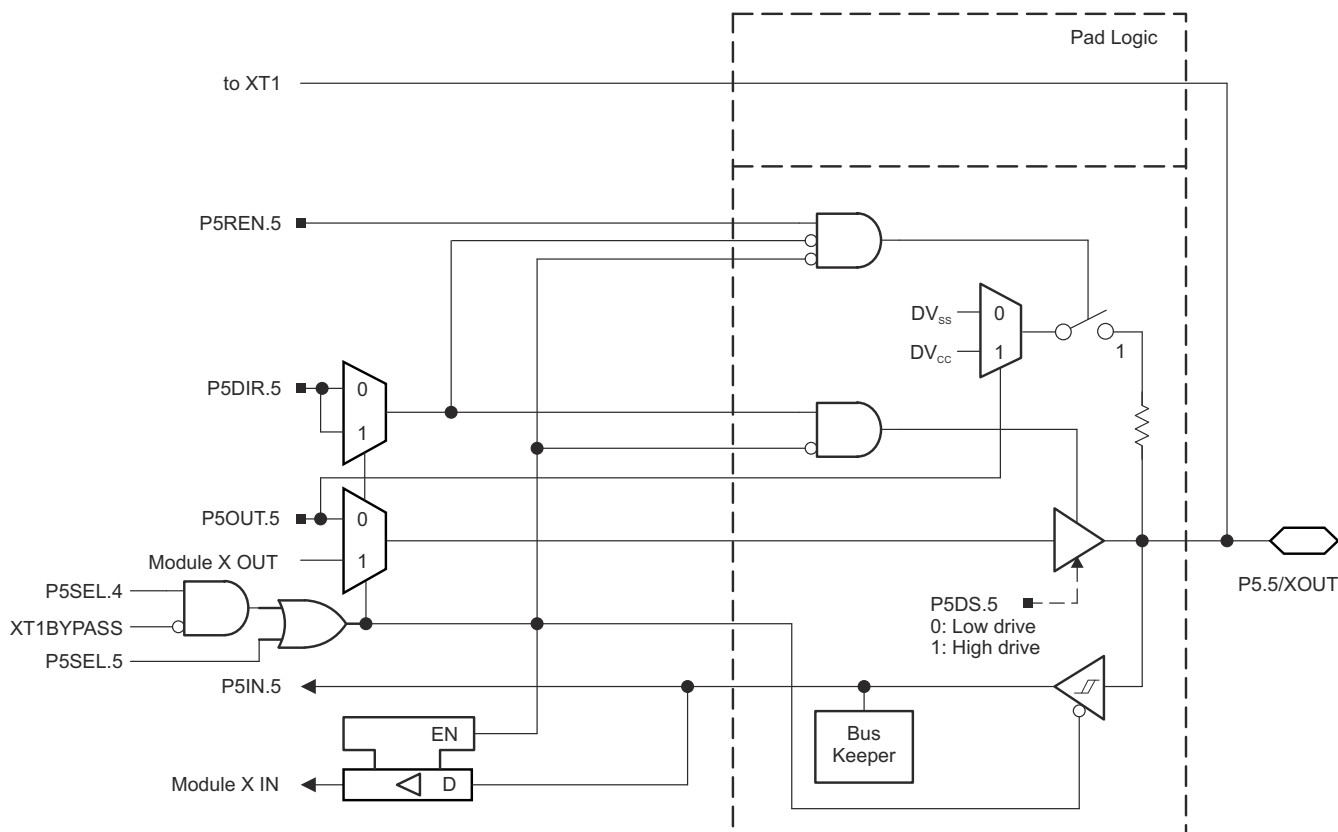 Pad Logic
to XT1
P5REN.5
DVSS
0
DVCC
1
1
P5DIR.5
0
1
P5OUT.5
0
Module X OUT
1
P5SEL.4
XT1BYPASS
P5SEL.5
P5DS.5
0: Low drive
1: High drive
P5.5/XOUT
P5IN.5
Bus
Keeper
EN
Module X IN
D